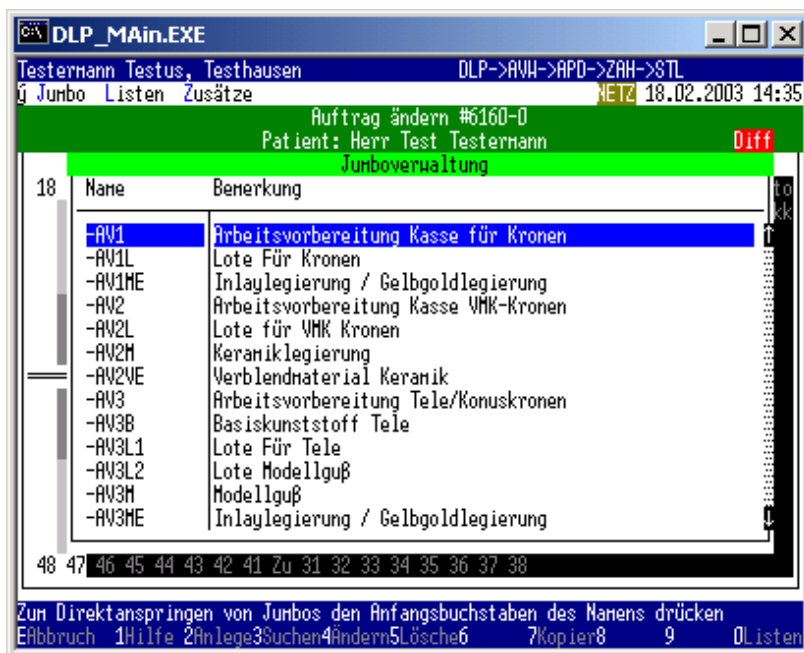 DLP_MAin.EXE
Testermann Testus, Testhausen DLP->AVW->APD->ZAH->STL
Jumbo Listen Zusätze NETZ 18.02.2003 14:35
Auftrag ändern #6160-0
Patient: Herr Test Testermann Diff
Jumboverwaltung
18 Name Bemerkung to
kk
-AV1 Arbeitsvorbereitung Kasse für Kronen
-AV1L Lote Für Kronen
-AV1ME Inlaylegierung / Gelbgoldlegierung
-AV2 Arbeitsvorbereitung Kasse VMK-Kronen
-AV2L Lote für VMK Kronen
-AV2M Keramiklegierung
-AV2VE Verblendmaterial Keramik
-AV3 Arbeitsvorbereitung Tele/Konuskronen
-AV3B Basiskunststoff Tele
-AV3L1 Lote Für Tele
-AV3L2 Lote Modellguß
-AV3M Modellguß
-AV3ME Inlaylegierung / Gelbgoldlegierung
48 47 46 45 44 43 42 41 Zu 31 32 33 34 35 36 37 38
Zum Direktanspringen von Jumbos den Anfangsbuchstaben des Namens drücken
EAbbruch 1Hilfe 2Anlege3Suchen4Ändern5Lösche6 7Kopier8 9 0Listen